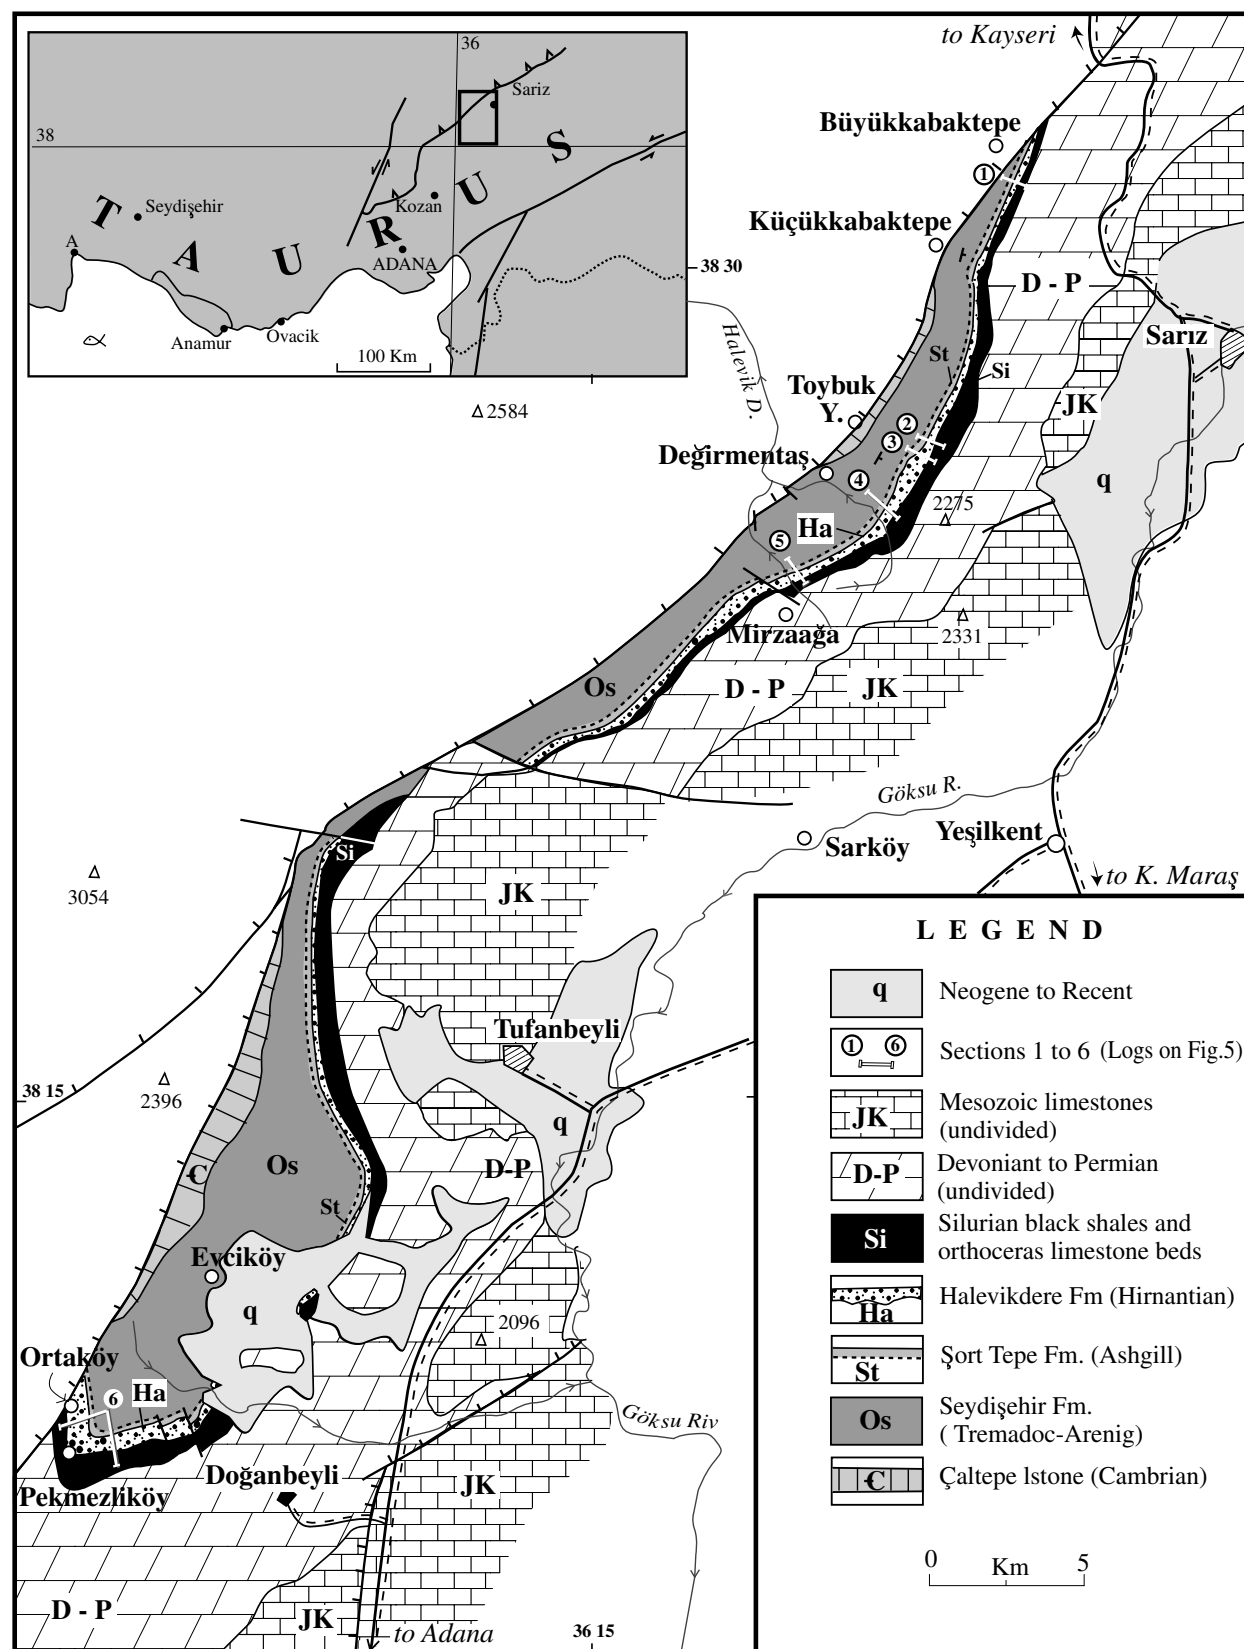 to Kayseri
36
Sariz
38
T A U R U S
Seydişehir
Kozan
A
ADANA
Anamur
Ovacik
100 Km
Büyükkabaktepe
1
Küçükkabaktepe
38 30
D - P
Sarız
Halevik D.
St
Si
Toybuk
Y.
JK
2584
2
3
Değirmentaş
4
q
2275
Ha
5
Mirzaağa
2331
Os
D - P
JK
Göksu R.
Sarköy
Yeşilkent
Si
to K. Maraş
3054
JK
Tufanbeyli
38 15
2396
q
Os
D-P
Є
St
Evciköy
q
2096
Ortaköy
6
Ha
Göksu Riv
Doğanbeyli
JK
Pekmezliköy
D - P
JK
to Adana
36 15
L E G E N D
q Neogene to Recent
1 6 Sections 1 to 6 (Logs on Fig.5)
JK Mesozoic limestones
(undivided)
D-P Devoniant to Permian
(undivided)
Si Silurian black shales and
orthoceras limestone beds
Ha Halevikdere Fm (Hirnantian)
St Şort Tepe Fm. (Ashgill)
Os Seydişehir Fm.
( Tremadoc-Arenig)
Є Çaltepe lstone (Cambrian)
0 Km 5